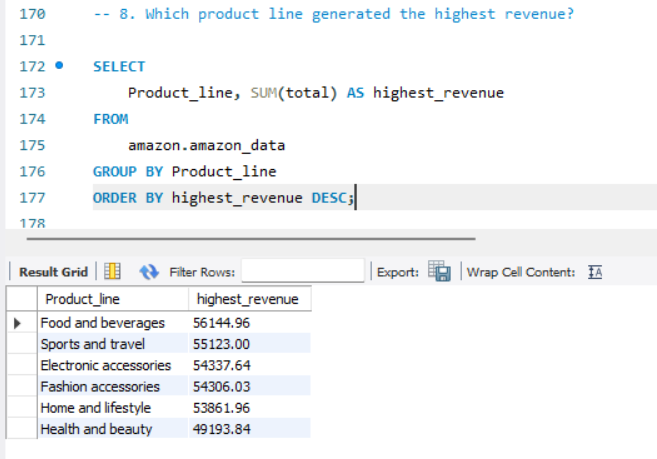 170 -- 8. Which product line generated the highest revenue?
171
172 SELECT
173 Product_line, SUM(total) AS highest_revenue
174 FROM
175 amazon.amazon_data
176 GROUP BY Product_line
177 ORDER BY highest_revenue DESC;
178
Result Grid Filter Rows: Export: Wrap Cell Content: IA
Product_line highest_revenue
Food and beverages 56144.96
Sports and travel 55123.00
Electronic accessories 54337.64
Fashion accessories 54306.03
Home and lifestyle 53861.96
Health and beauty 49193.84